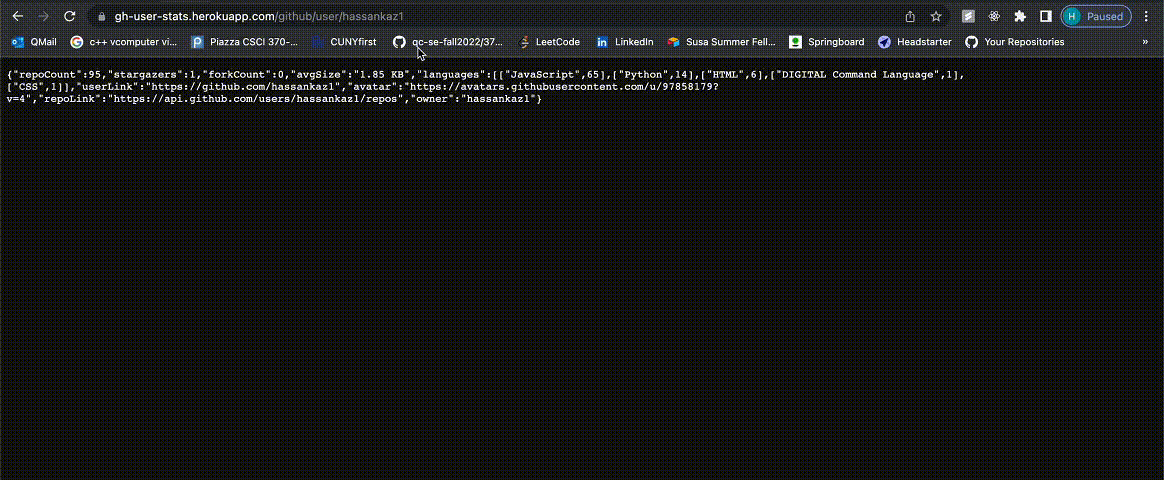 gh-user-stats.herokuapp.com/github/user/hassankaz1
H Paused
QMail c++ vcomputer vi... Piazza CSCI 370-... CUNYfirst qc-se-fall2022/37... LeetCode LinkedIn Susa Summer Fell... Springboard Headstarter Your Repositories »
{"repoCount":95,"stargazers":1,"forkCount":0,"avgSize":"1.85 KB","languages":[["JavaScript",65],["Python",14],["HTML",6],["DIGITAL Command Language",1],
["CSS",1]],"userLink":"https://github.com/hassankaz1","avatar":"https://avatars.githubusercontent.com/u/97858179?
v=4","repoLink":"https://api.github.com/users/hassankaz1/repos","owner":"hassankaz1"}